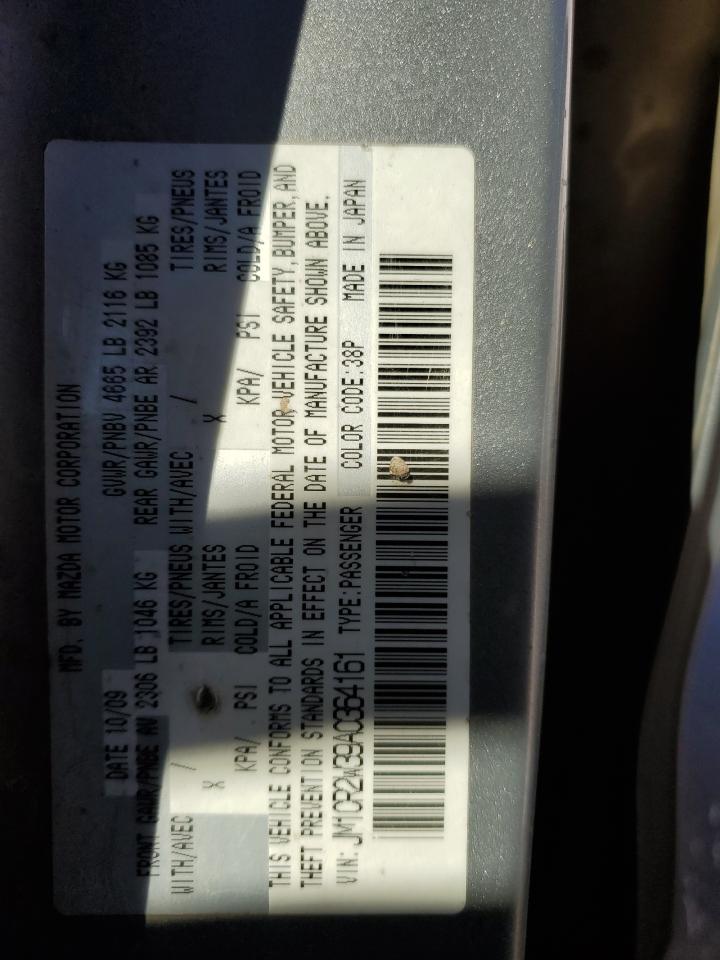 MFD. BY MAZDA MOTOR CORPORATION
DATE 10/09 GVWR/PNBV 4665 LB 2116 KG
FRONT GAWR/PNBE AV 2306 LB 1046 KG REAR GAWR/PNBE AR 2392 LB 1085 KG
WITH/AVEC / TIRES/PNEUS WITH/AVEC / TIRES/PNEUS
X RIMS/JANTES X RIMS/JANTES
KPA/ PSI COLD/A FROID KPA/ PSI COLD/A FROID
THIS VEHICLE CONFORMS TO ALL APPLICABLE FEDERAL MOTOR VEHICLE SAFETY, BUMPER, AND
THEFT PREVENTION STANDARDS IN EFFECT ON THE DATE OF MANUFACTURE SHOWN ABOVE.
VIN: JM1CR2W39A0364161 TYPE:PASSENGER COLOR CODE:38P MADE IN JAPAN